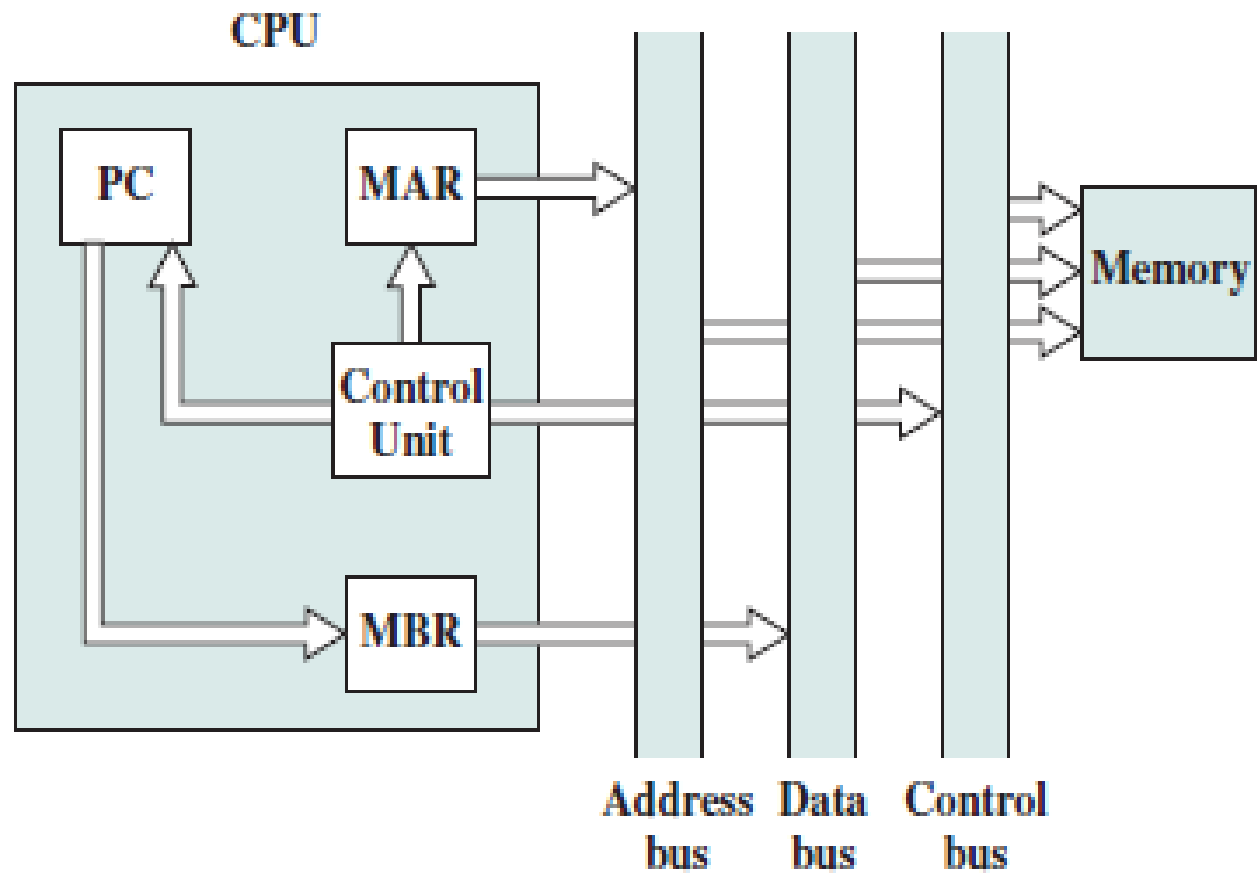 CPU
PC
MAR
Memory
Control
Unit
MBR
Address
bus
Data
bus
Control
bus